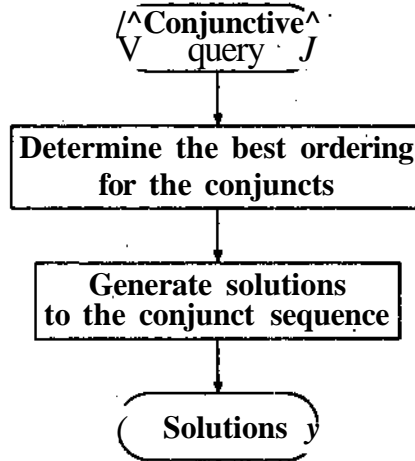 Conjunctive
query
Determine the best ordering
for the conjuncts
Generate solutions
to the conjunct sequence
Solutions